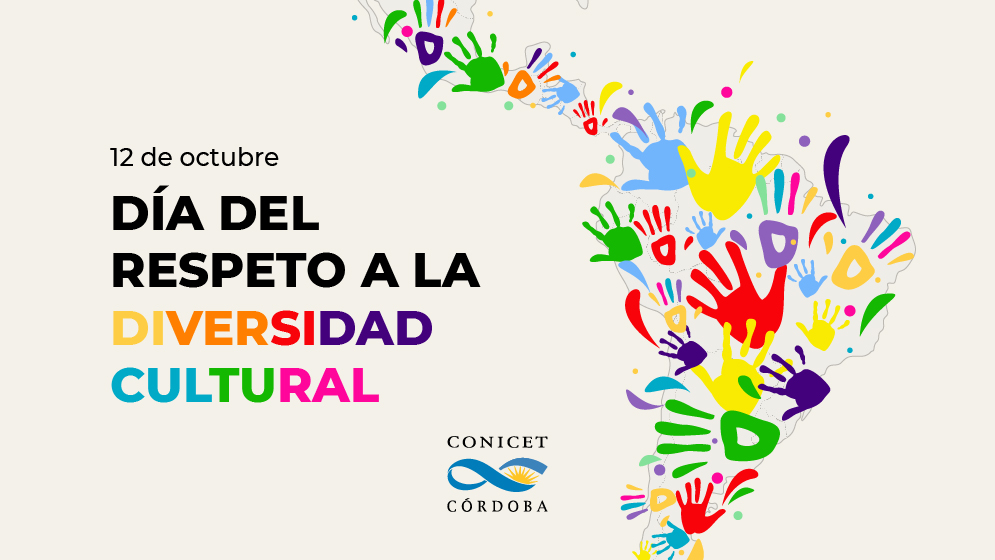 12 de octubre
DÍA DEL
RESPETO A LA
DIVERSIDAD
CULTURAL
CONICET
CÓRDOBA